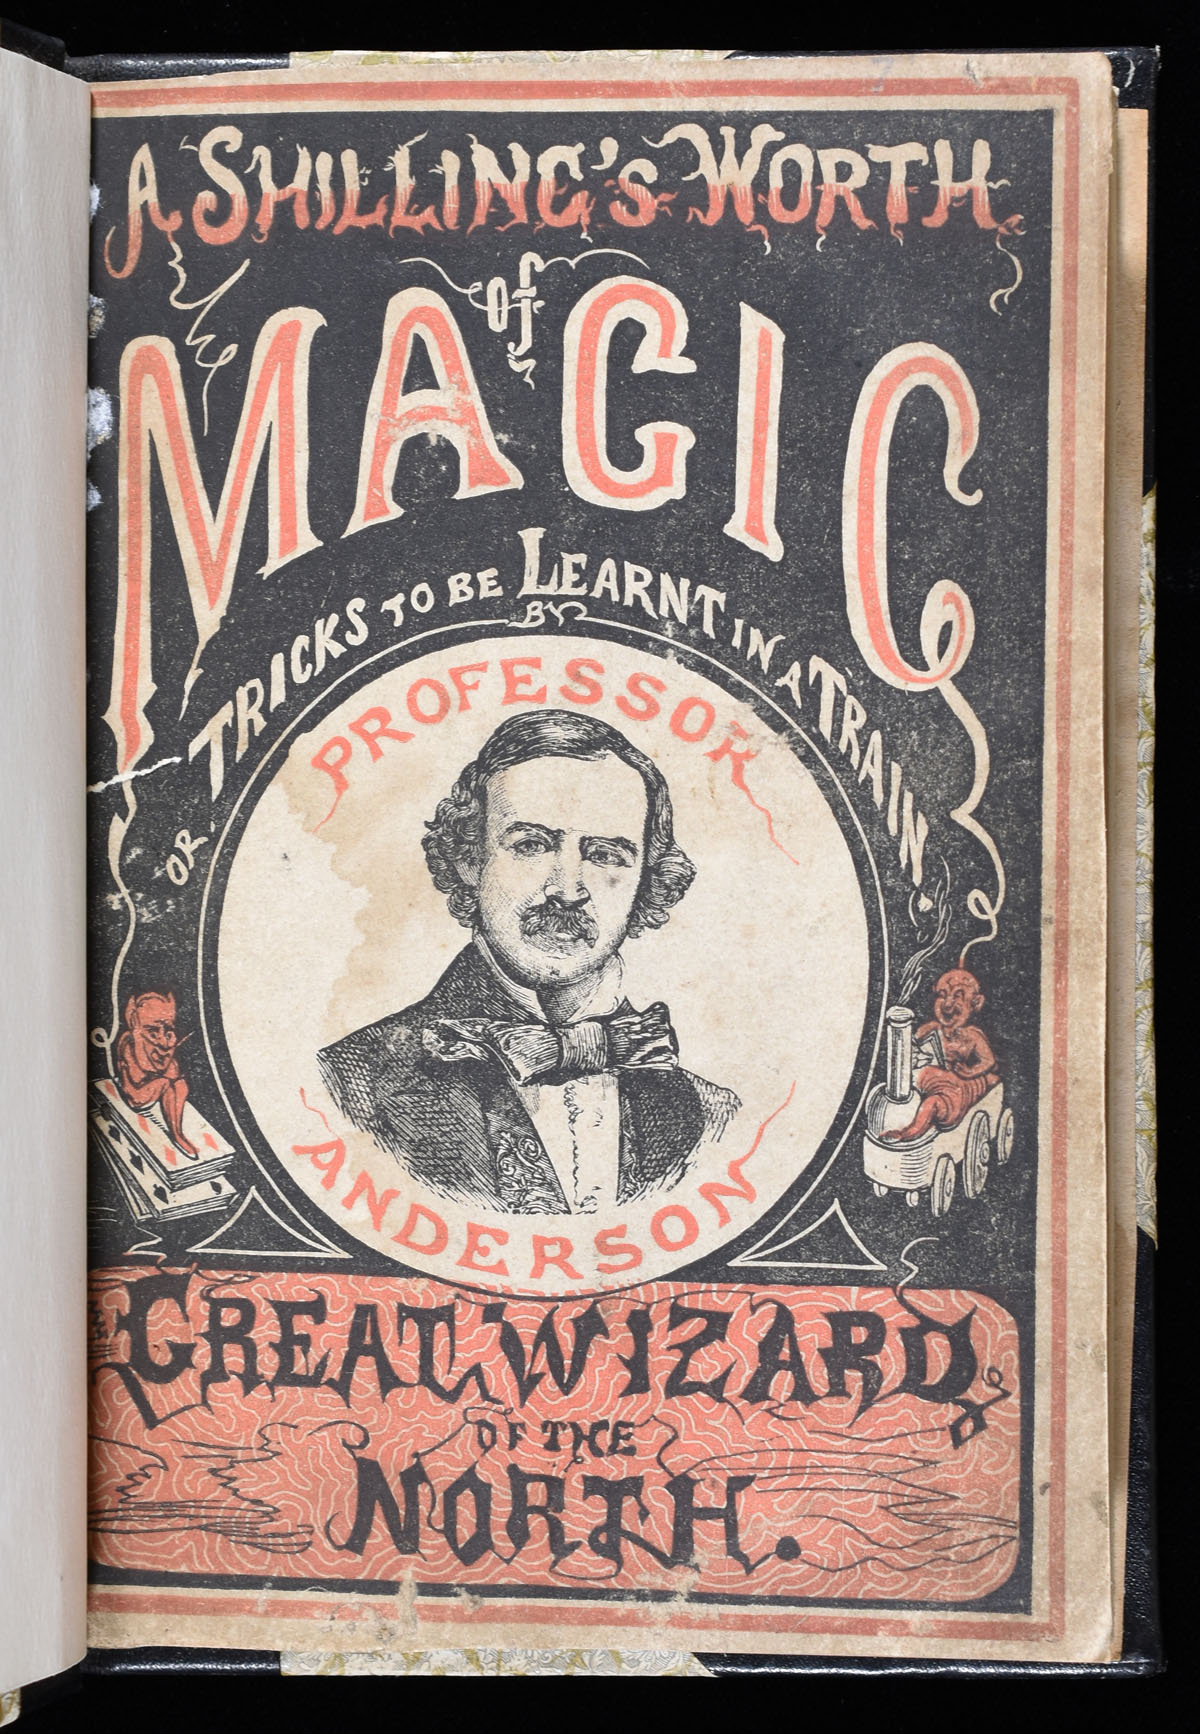 A SHILLING'S WORTH
of
MAGIC
OR, TRICKS TO BE LEARNT IN A TRAIN.
BY
PROFESSOR
ANDERSON
GREAT WIZARD,
OF THE
NORTH.